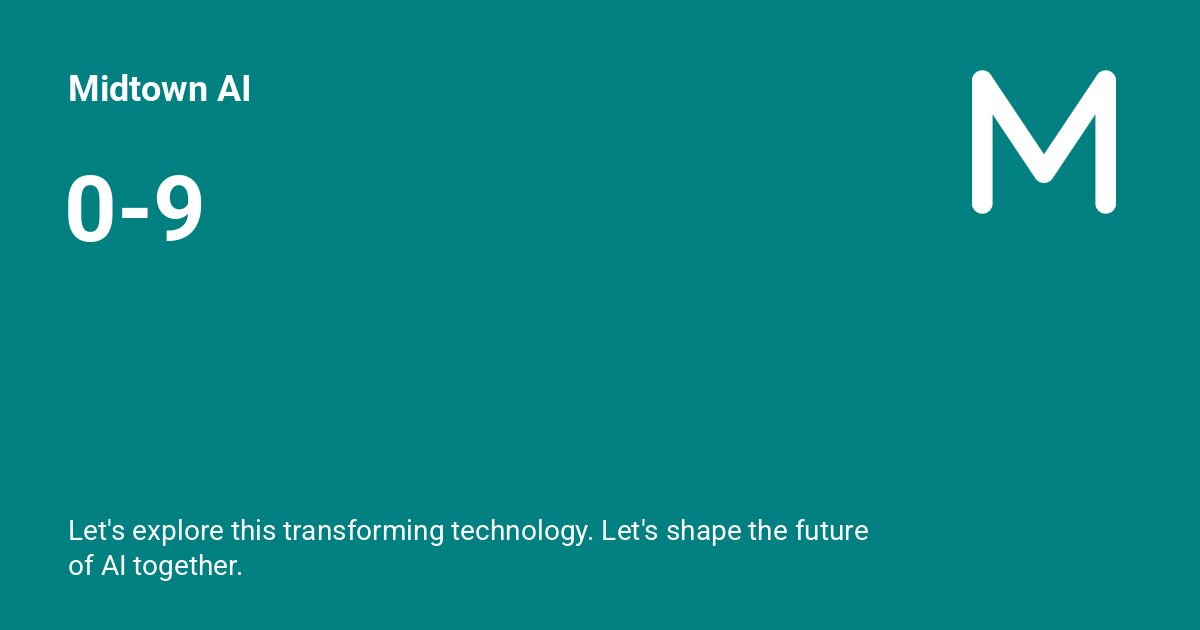 Midtown AI
M
0-9
Let's explore this transforming technology. Let's shape the future
of AI together.